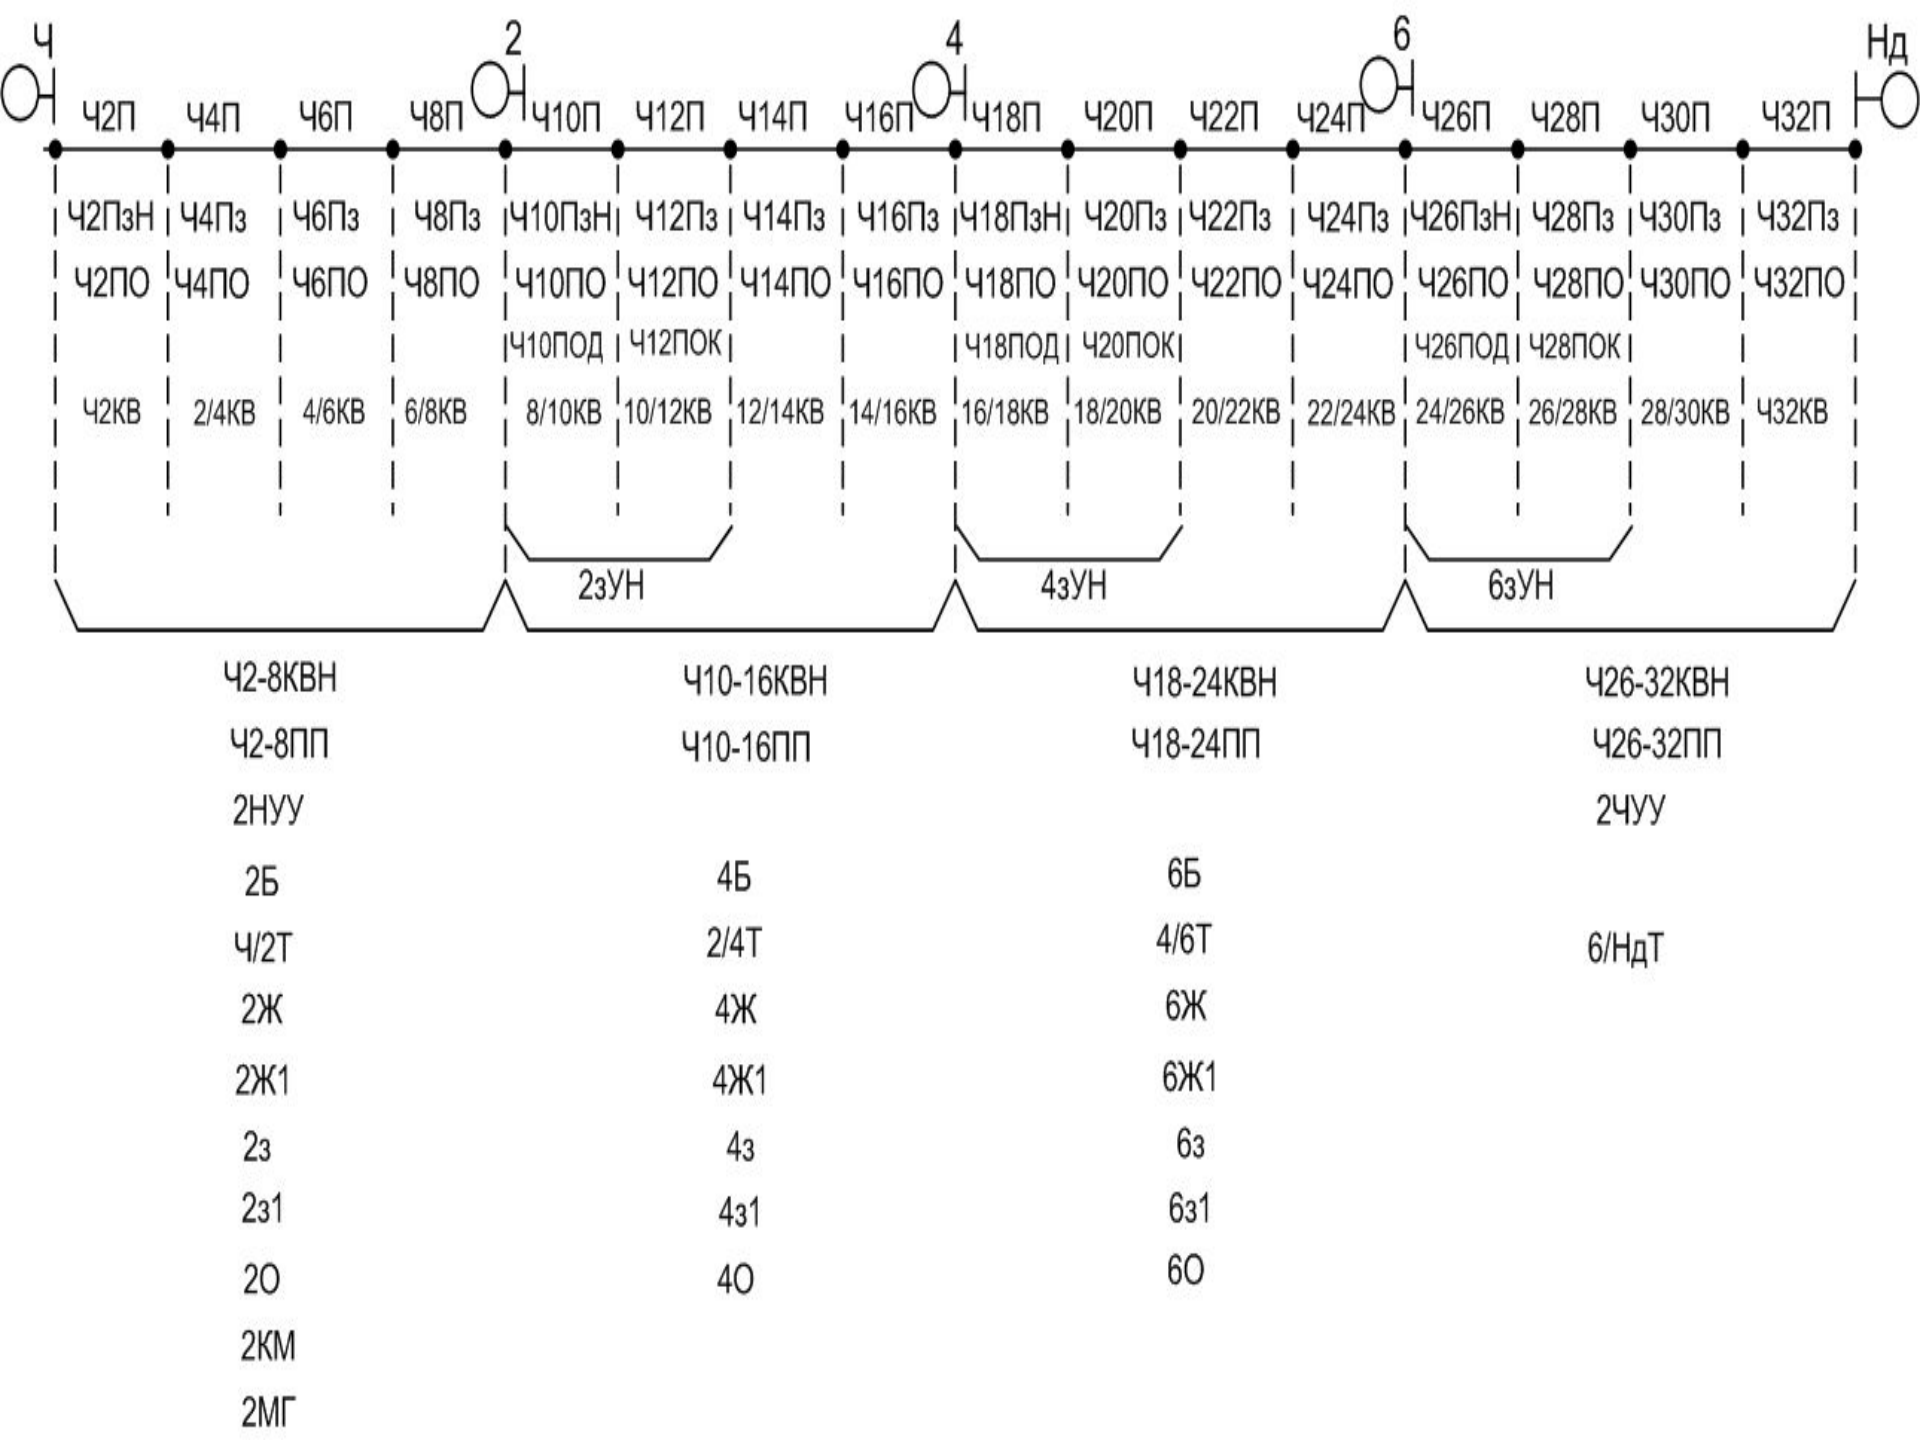 Ч 2 4 6 Нд
Ч2П Ч4П Ч6П Ч8П Ч10П Ч12П Ч14П Ч16П Ч18П Ч20П Ч22П Ч24П Ч26П Ч28П Ч30П Ч32П
Ч2ПзН Ч4Пз Ч6Пз Ч8Пз Ч10ПзН Ч12Пз Ч14Пз Ч16Пз Ч18ПзН Ч20Пз Ч22Пз Ч24Пз Ч26ПзН Ч28Пз Ч30Пз Ч32Пз
Ч2ПО Ч4ПО Ч6ПО Ч8ПО Ч10ПО Ч12ПО Ч14ПО Ч16ПО Ч18ПО Ч20ПО Ч22ПО Ч24ПО Ч26ПО Ч28ПО Ч30ПО Ч32ПО
Ч10ПОД Ч12ПОК Ч18ПОД Ч20ПОК Ч26ПОД Ч28ПОК
Ч2КВ 2/4КВ 4/6КВ 6/8КВ 8/10КВ 10/12КВ 12/14КВ 14/16КВ 16/18КВ 18/20КВ 20/22КВ 22/24КВ 24/26КВ 26/28КВ 28/30КВ Ч32КВ
2зУН 4зУН 6зУН
Ч2-8КВН Ч10-16КВН Ч18-24КВН Ч26-32КВН
Ч2-8ПП Ч10-16ПП Ч18-24ПП Ч26-32ПП
2НУУ 2ЧУУ
2Б 4Б 6Б
Ч/2Т 2/4Т 4/6Т 6/НдТ
2Ж 4Ж 6Ж
2Ж1 4Ж1 6Ж1
2з 4з 6з
2з1 4з1 6з1
2О 4О 6О
2КМ
2МГ